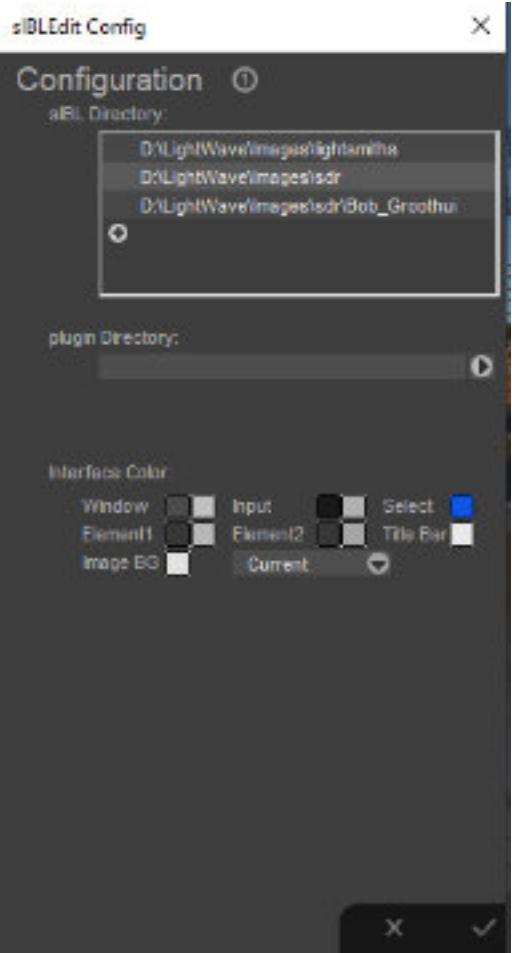 sIBLEdit Config
Configuration
sIBL Directory:
D:\LightWave\Images\lightsmiths
D:\LightWave\Images\sdr
D:\LightWave\Images\sdr\Bob_Groothui
plugin Directory:
Interface Color
Window Input Select
Element1 Element2 Title Bar
Image BG Current